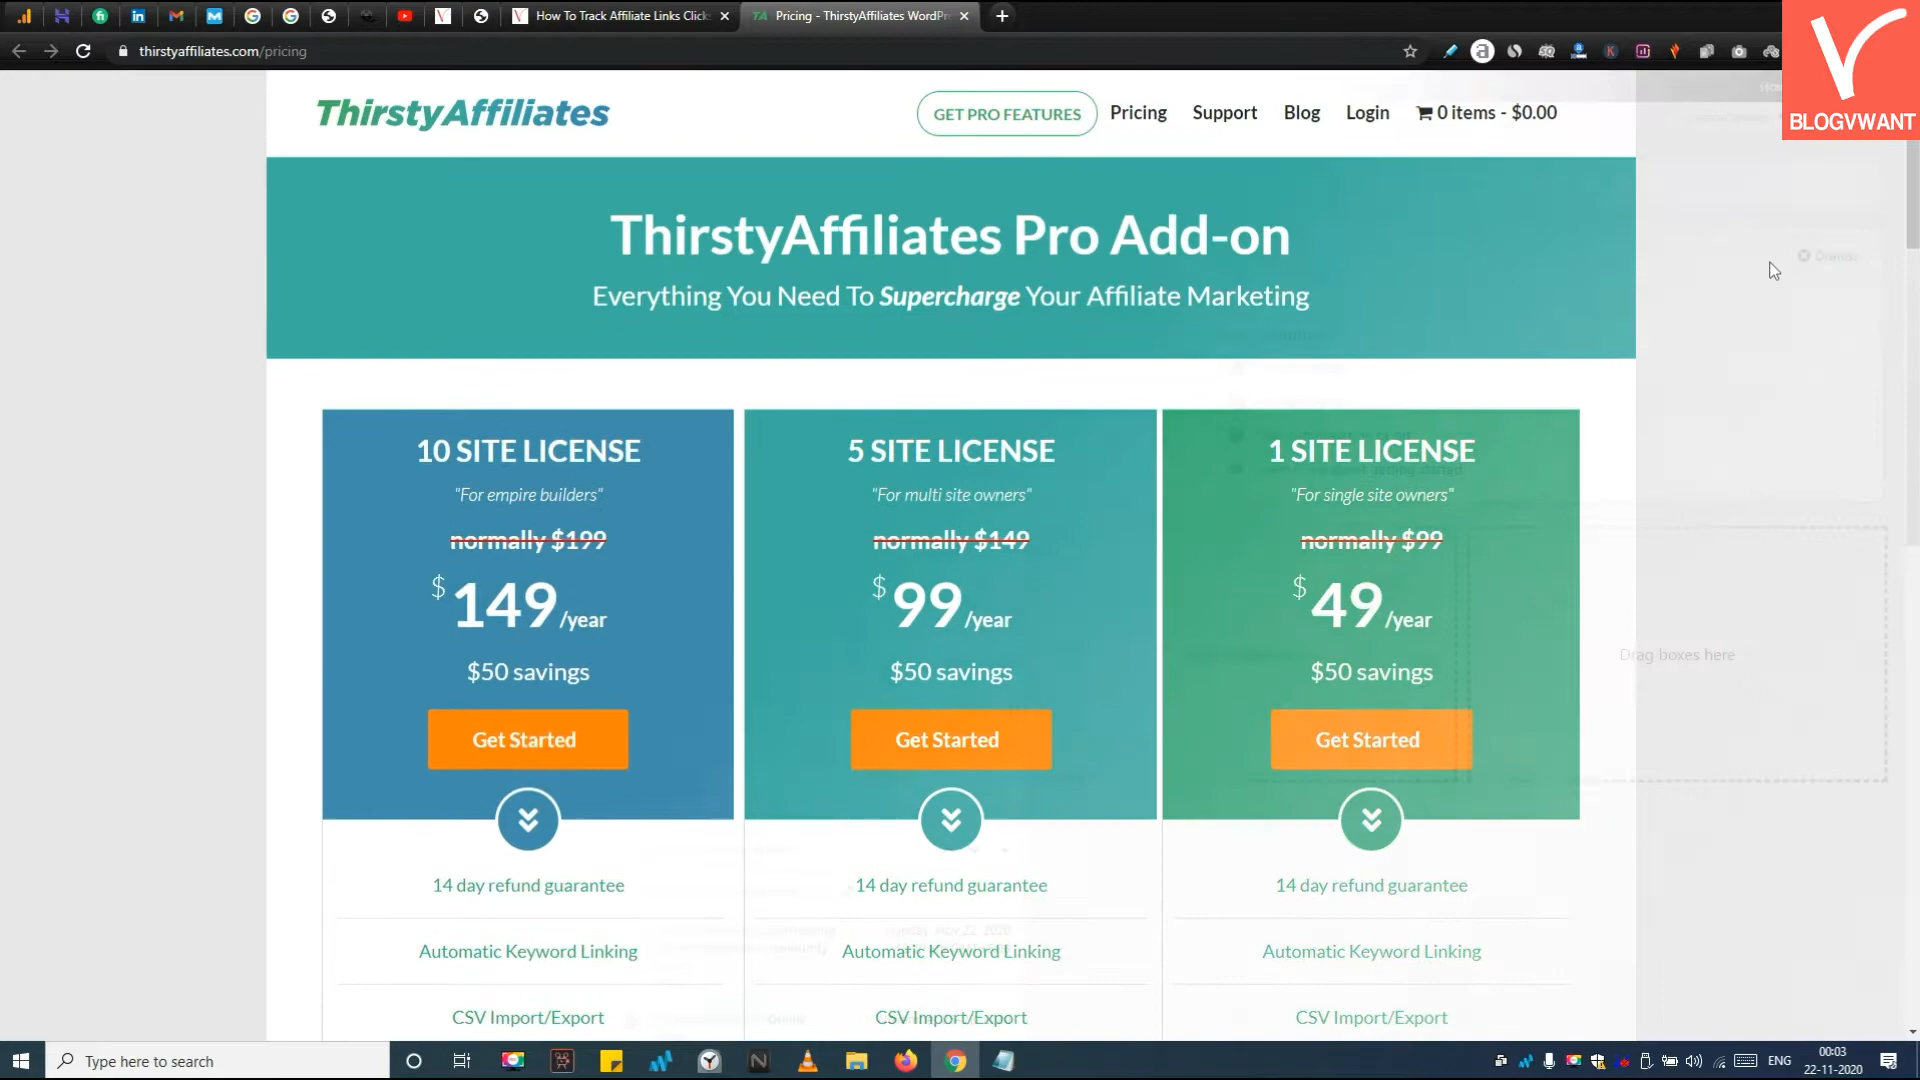 How To Track Affiliate Links Click
Pricing - ThirstyAffiliates WordPr
thirstyaffiliates.com/pricing
BLOGVWANT
ThirstyAffiliates
GET PRO FEATURES
Pricing
Support
Blog
Login
0 items - $0.00
ThirstyAffiliates Pro Add-on
Everything You Need To Supercharge Your Affiliate Marketing
Dismiss
10 SITE LICENSE
"For empire builders"
normally $199
$149/year
$50 savings
Get Started
14 day refund guarantee
Automatic Keyword Linking
CSV Import/Export
5 SITE LICENSE
"For multi site owners"
normally $149
$99/year
$50 savings
Get Started
14 day refund guarantee
Automatic Keyword Linking
CSV Import/Export
1 SITE LICENSE
"For single site owners"
normally $99
$49/year
$50 savings
Get Started
14 day refund guarantee
Automatic Keyword Linking
CSV Import/Export
Drag boxes here
Type here to search
ENG
00:03
22-11-2020